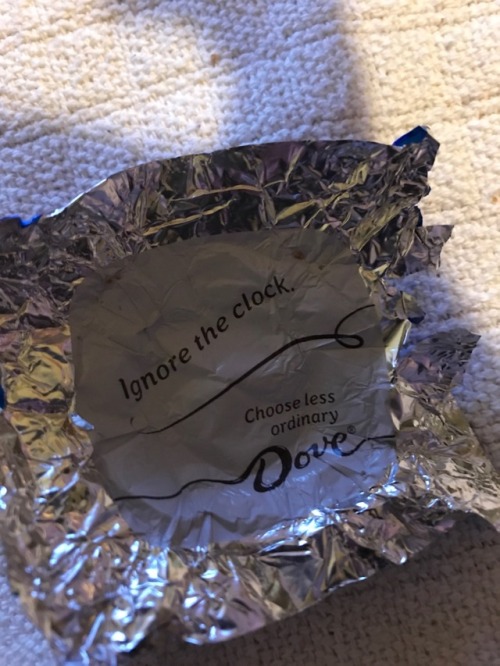 Ignore the clock.
Choose less
ordinary
Dove®